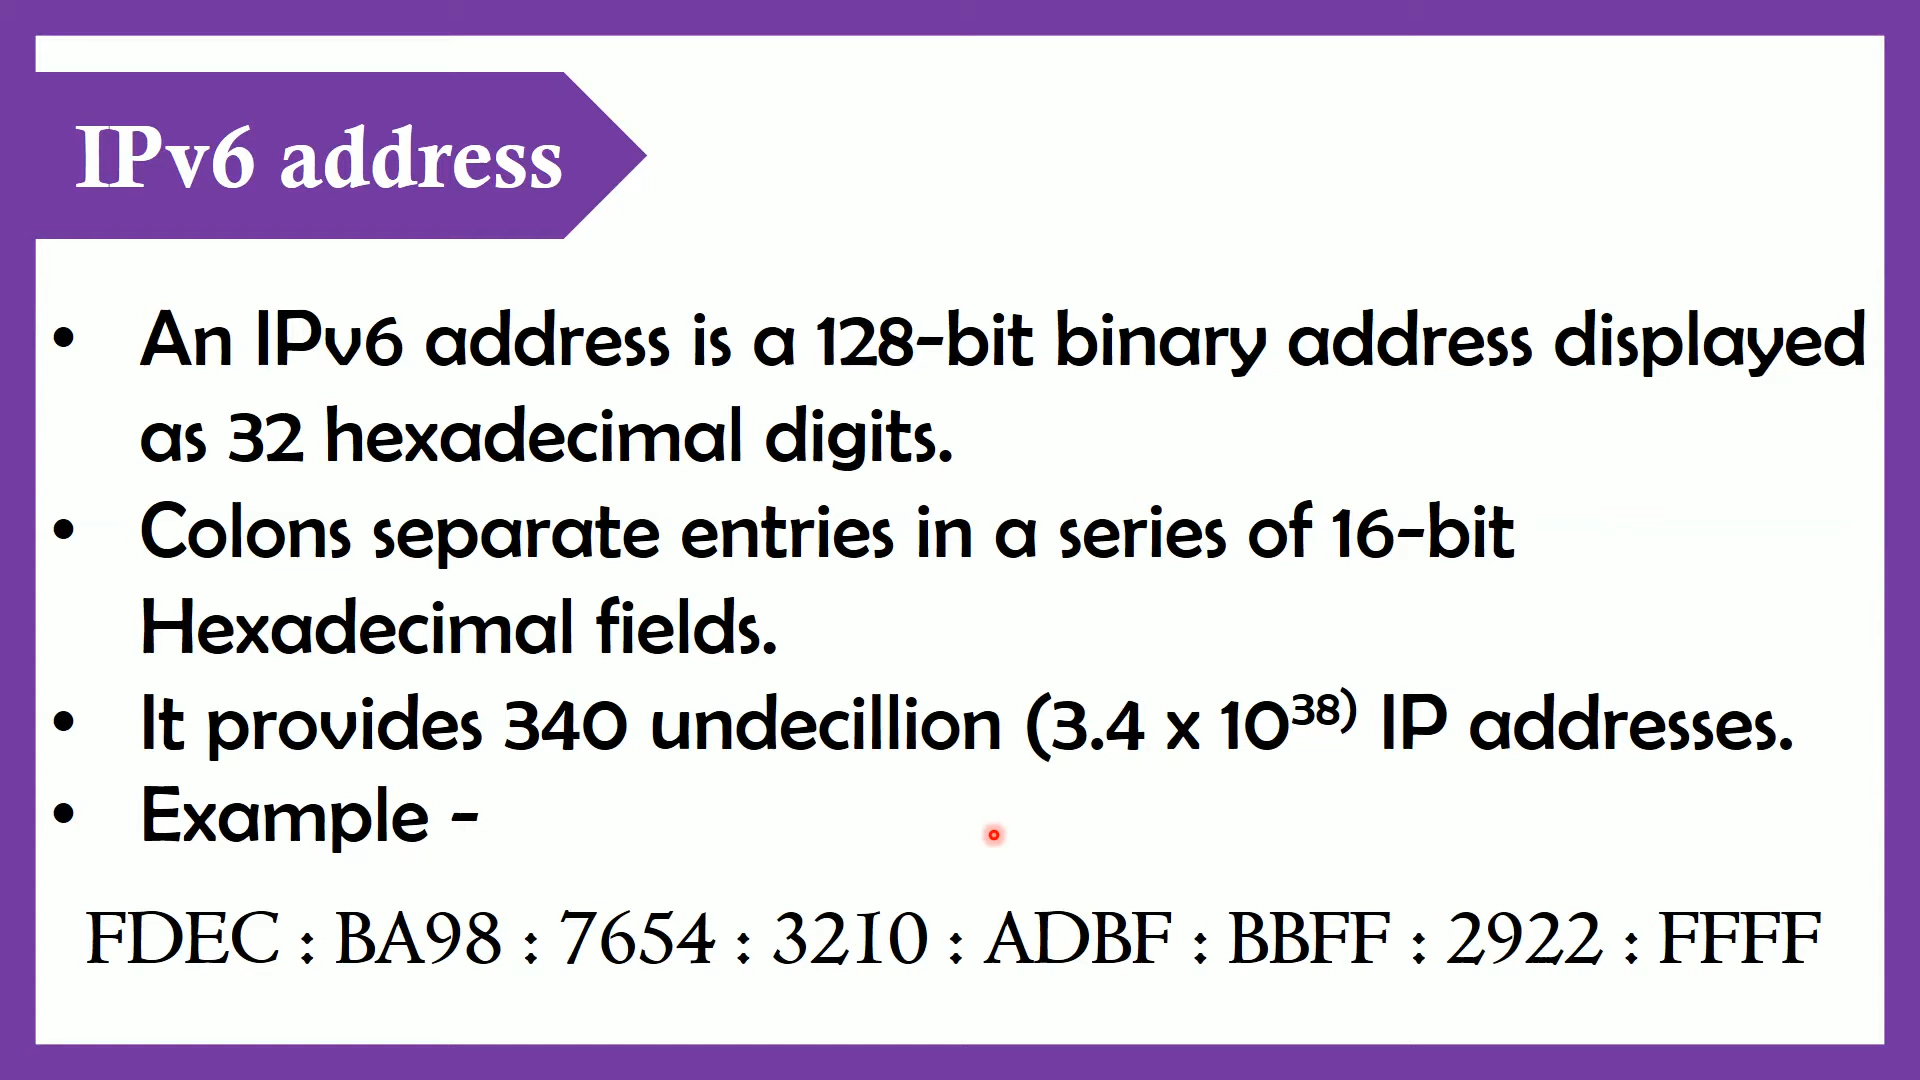 IPv6 address
• An IPv6 address is a 128-bit binary address displayed
as 32 hexadecimal digits.
• Colons separate entries in a series of 16-bit
Hexadecimal fields.
• It provides 340 undecillion (3.4 x 10³⁸⁾ IP addresses.
• Example -
FDEC : BA98 : 7654 : 3210 : ADBF : BBFF : 2922 : FFFF